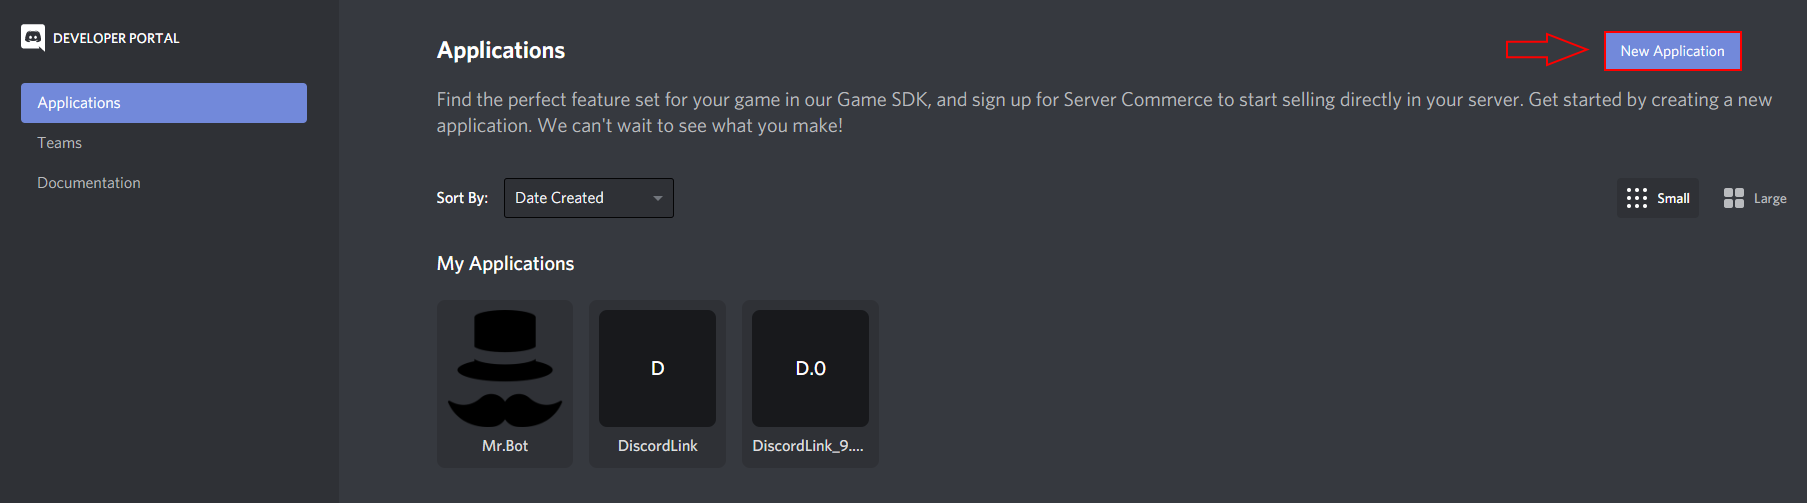 DEVELOPER PORTAL
Applications
Teams
Documentation
Applications
New Application
Find the perfect feature set for your game in our Game SDK, and sign up for Server Commerce to start selling directly in your server. Get started by creating a new
application. We can't wait to see what you make!
Sort By: Date Created
Small Large
My Applications
D D.0
Mr.Bot DiscordLink DiscordLink_9....